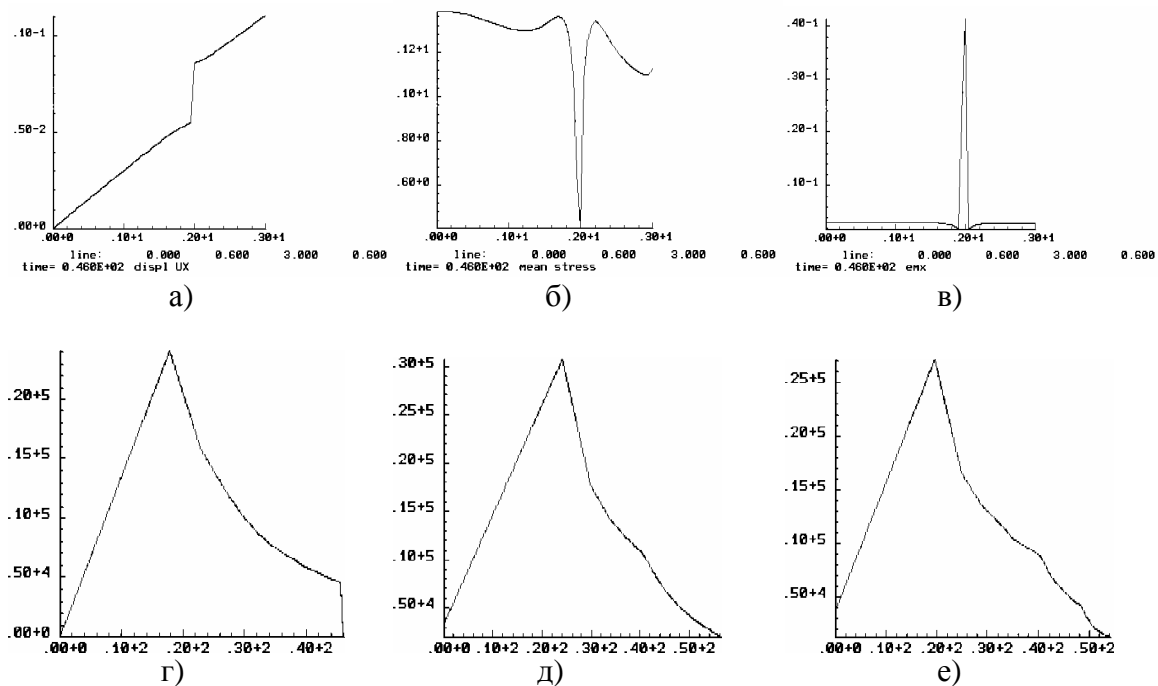 .10-1
.50-2
.00+0
.00+0 .10+1 .20+1 .30+1
line: 0.000 0.600 3.000 0.600
time= 0.460E+02 displ UX
а)
.12+1
.10+1
.80+0
.60+0
.00+0 .10+1 .20+1 .30+1
line: 0.000 0.600 3.000 0.600
time= 0.460E+02 mean stress
б)
.40-1
.30-1
.20-1
.10-1
.00+0 .10+1 .20+1 .30+1
line: 0.000 0.600 3.000 0.600
time= 0.460E+02 emx
в)
.20+5
.15+5
.10+5
.50+4
.00+0
.00+0 .10+2 .20+2 .30+2 .40+2
г)
.30+5
.25+5
.20+5
.15+5
.10+5
.50+4
.00+0 .10+2 .20+2 .30+2 .40+2 .50+2
д)
.25+5
.20+5
.15+5
.10+5
.50+4
.00+0 .10+2 .20+2 .30+2 .40+2 .50+2
е)